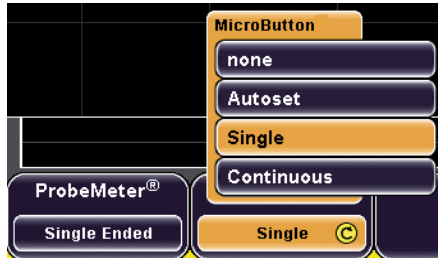 MicroButton
none
Autoset
Single
Continuous
ProbeMeter®
Single Ended
Single